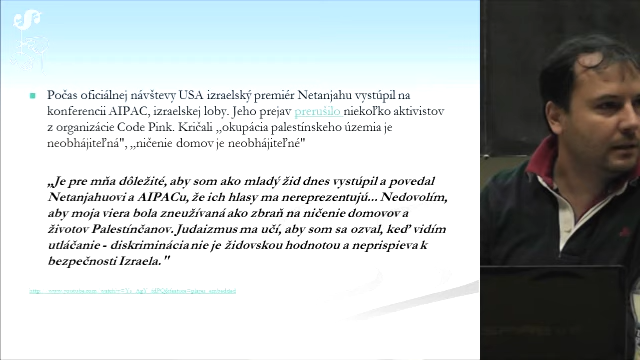 Počas oficiálnej návštevy USA izraelský premiér Netanjahu vystúpil na
konferencii AIPAC, izraelskej loby. Jeho prejav prerušilo niekoľko aktivistov
z organizácie Code Pink. Kričali „okupácia palestínskeho územia je
neobhájiteľná", „ničenie domov je neobhájiteľné"
„Je pre mňa dôležité, aby som ako mladý žid dnes vystúpil a povedal
Netanjahuovi a AIPACu, že ich hlasy ma nereprezentujú... Nedovolím,
aby moja viera bola zneužívaná ako zbraň na ničenie domovov a
životov Palestínčanov. Judaizmus ma učí, aby som sa ozval, keď vidím
utláčanie - diskriminácia nie je židovskou hodnotou a neprispieva k
bezpečnosti Izraela."